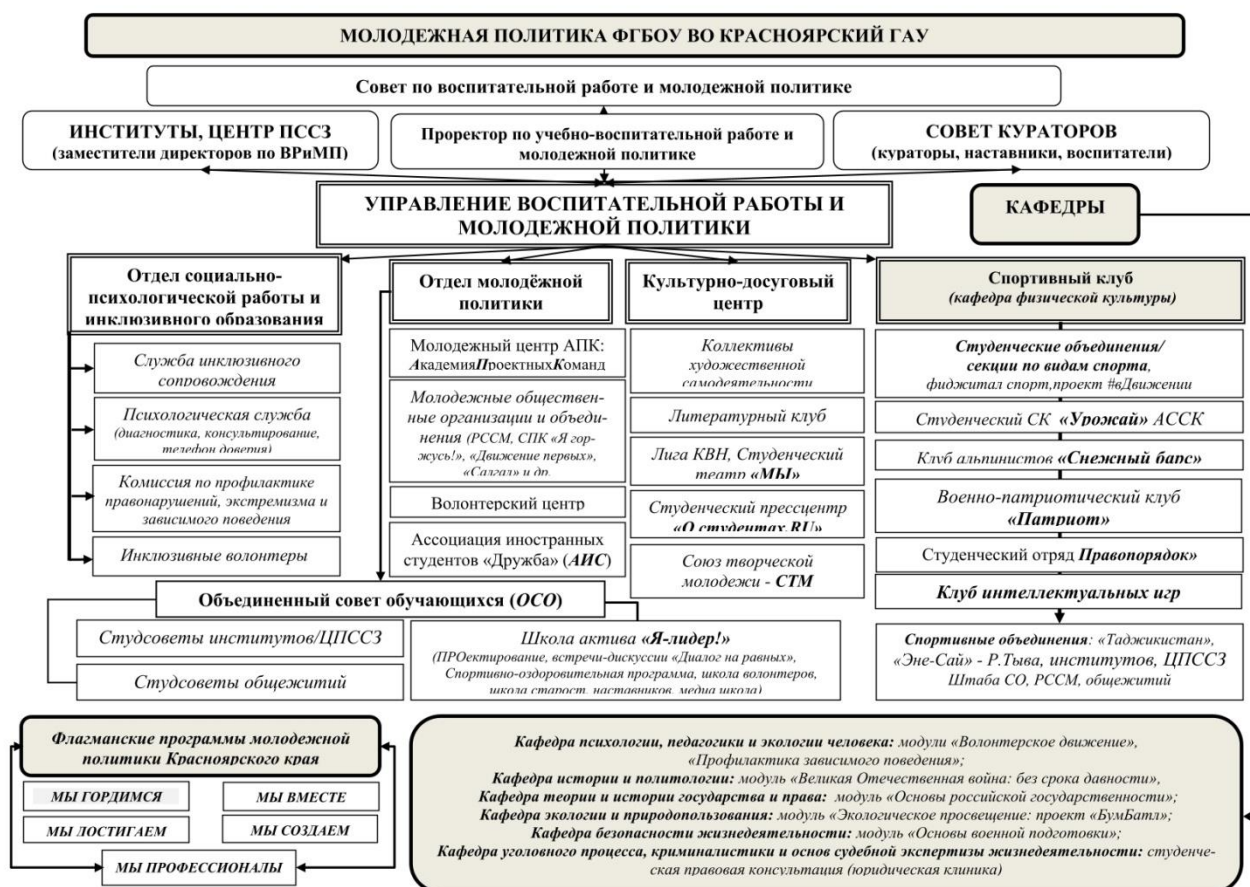 МОЛОДЕЖНАЯ ПОЛИТИКА ФГБОУ ВО КРАСНОЯРСКИЙ ГАУ
Совет по воспитательной работе и молодежной политике
ИНСТИТУТЫ, ЦЕНТР ПССЗ
(заместители директоров по ВРиМП)
Проректор по учебно-воспитательной работе и
молодежной политике
СОВЕТ КУРАТОРОВ
(кураторы, наставники, воспитатели)
УПРАВЛЕНИЕ ВОСПИТАТЕЛЬНОЙ РАБОТЫ И
МОЛОДЕЖНОЙ ПОЛИТИКИ
КАФЕДРЫ
Отдел социально-
психологической работы и
инклюзивного образования
Служба инклюзивного
сопровождения
Психологическая служба
(диагностика, консультирование,
телефон доверия)
Комиссия по профилактике
правонарушений, экстремизма и
зависимого поведения
Инклюзивные волонтеры
Отдел молодёжной
политики
Молодежный центр АПК:
АкадемияПроектныхКоманд
Молодежные обществен-
ные организации и объеди-
нения (РССМ, СПК «Я гор-
жусь!», «Движение первых»,
«Салгал» и др.
Волонтерский центр
Ассоциация иностранных
студентов «Дружба» (АИС)
Культурно-досуговый
центр
Коллективы
художественной
самодеятельности
Литературный клуб
Лига КВН, Студенческий
театр «МЫ»
Студенческий прессцентр
«О студентах.RU»
Союз творческой
молодежи - СТМ
Спортивный клуб
(кафедра физической культуры)
Студенческие объединения/
секции по видам спорта,
фиджитал спорт,проект #вДвижении
Студенческий СК «Урожай» АССК
Клуб альпинистов «Снежный барс»
Военно-патриотический клуб
«Патриот»
Студенческий отряд Правопорядок»
Клуб интеллектуальных игр
Спортивные объединения: «Таджикистан»,
«Эне-Сай» - Р.Тыва, институтов, ЦПССЗ
Штаба СО, РССМ, общежитий
Объединенный совет обучающихся (ОСО)
Студсоветы институтов/ЦПССЗ
Студсоветы общежитий
Школа актива «Я-лидер!»
(ПРОектирование, встречи-дискуссии «Диалог на равных»,
Спортивно-оздоровительная программа, школа волонтеров,
школа старост, наставников, медиа школа)
Флагманские программы молодежной
политики Красноярского края
МЫ ГОРДИМСЯ
МЫ ВМЕСТЕ
МЫ ДОСТИГАЕМ
МЫ СОЗДАЕМ
МЫ ПРОФЕССИОНАЛЫ
Кафедра психологии, педагогики и экологии человека: модули «Волонтерское движение»,
«Профилактика зависимого поведения»;
Кафедра истории и политологии: модуль «Великая Отечественная война: без срока давности»,
Кафедра теории и истории государства и права: модуль «Основы российской государственности»;
Кафедра экологии и природопользования: модуль «Экологическое просвещение: проект «БумБатл»;
Кафедра безопасности жизнедеятельности: модуль «Основы военной подготовки»;
Кафедра уголовного процесса, криминалистики и основ судебной экспертизы жизнедеятельности: студенче-
ская правовая консультация (юридическая клиника)